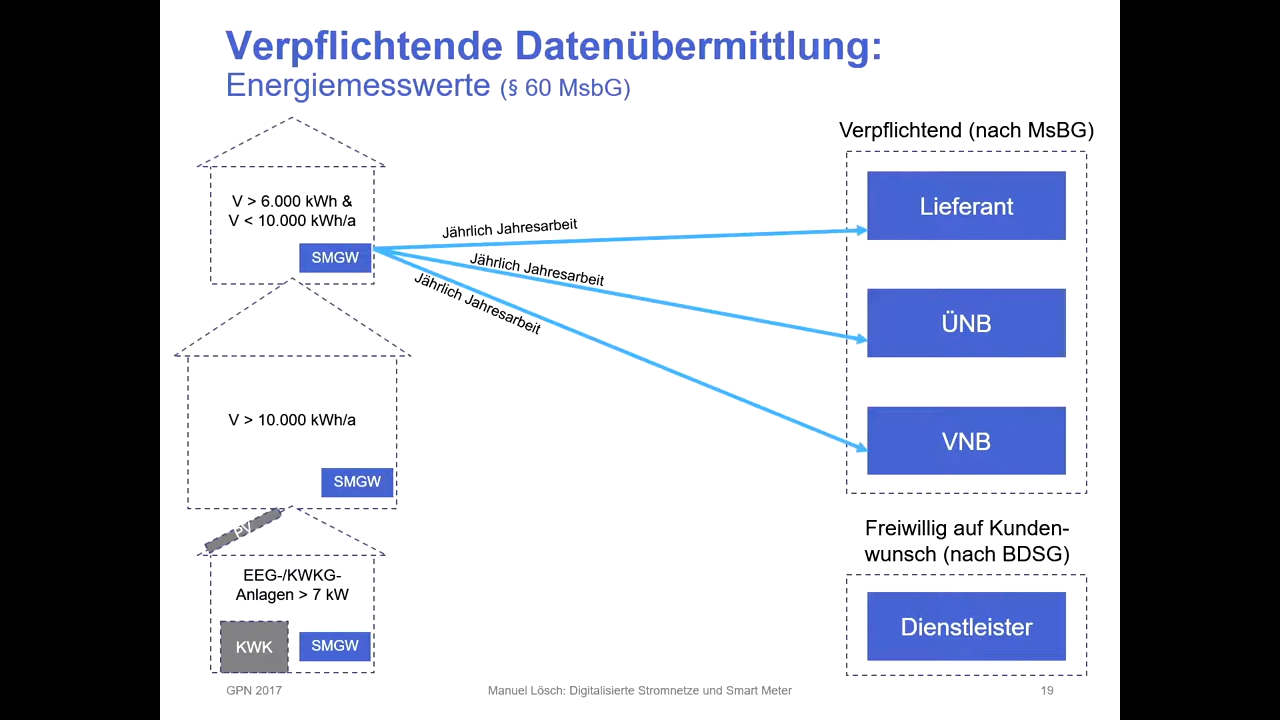 Verpflichtende Datenübermittlung:
Energiemesswerte (§ 60 MsbG)
Verpflichtend (nach MsBG)
V > 6.000 kWh &
V < 10.000 kWh/a
SMGW
Jährlich Jahresarbeit
Jährlich Jahresarbeit
Jährlich Jahresarbeit
Lieferant
ÜNB
VNB
V > 10.000 kWh/a
SMGW
PV
EEG-/KWKG-
Anlagen > 7 kW
KWK
SMGW
Freiwillig auf Kunden-
wunsch (nach BDSG)
Dienstleister
GPN 2017
Manuel Lösch: Digitalisierte Stromnetze und Smart Meter
19